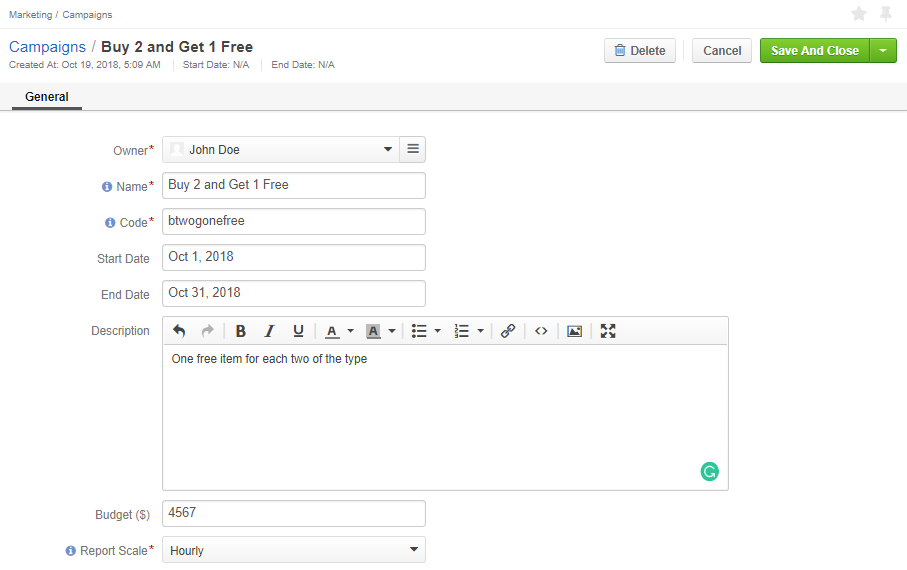 Marketing / Campaigns
Campaigns / Buy 2 and Get 1 Free
Delete
Cancel
Save And Close
Created At: Oct 19, 2018, 5:09 AM
Start Date: N/A
End Date: N/A
General
Owner* John Doe
Name* Buy 2 and Get 1 Free
Code* btwogonefree
Start Date Oct 1, 2018
End Date Oct 31, 2018
Description
B I U A A
One free item for each two of the type
Budget ($) 4567
Report Scale* Hourly